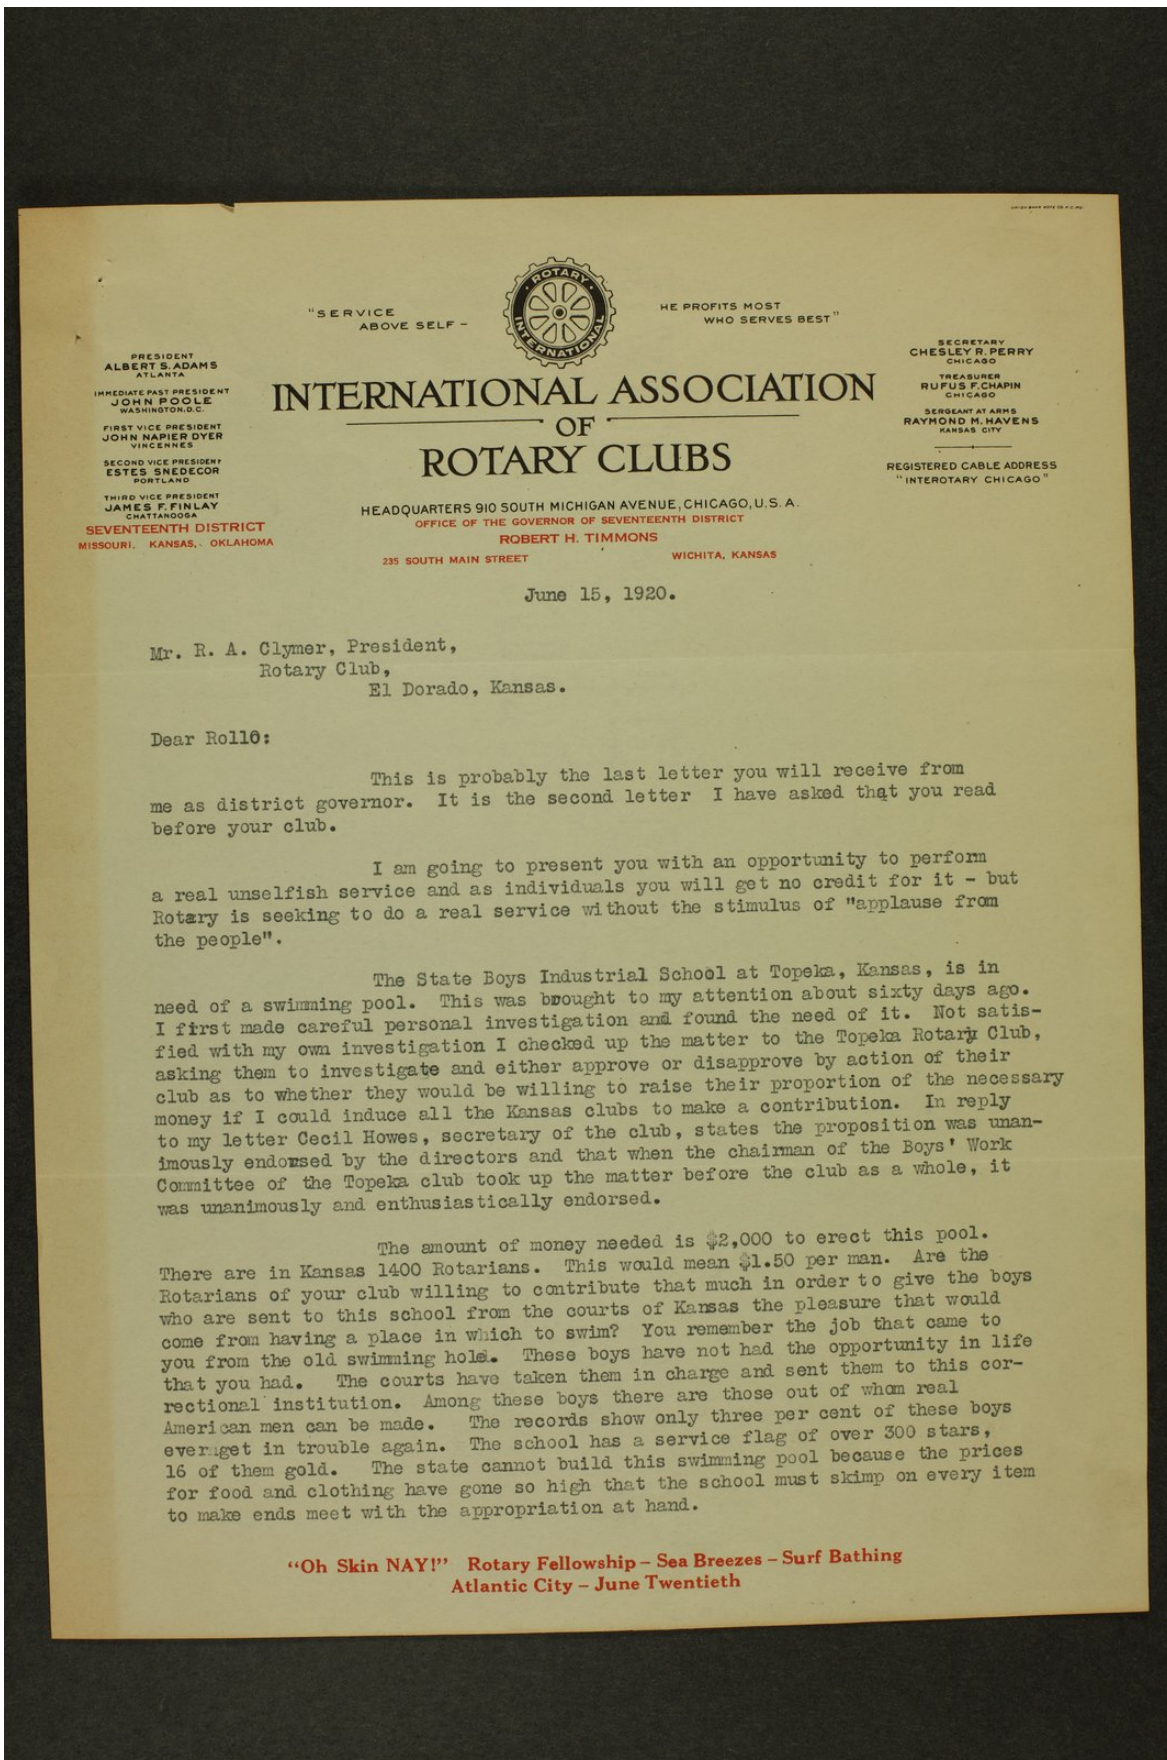 "SERVICE
ABOVE SELF –
ROTARY
INTERNATIONAL
HE PROFITS MOST
WHO SERVES BEST"
PRESIDENT
ALBERT S. ADAMS
ATLANTA
IMMEDIATE PAST PRESIDENT
JOHN POOLE
WASHINGTON, D.C.
FIRST VICE PRESIDENT
JOHN NAPIER DYER
VINCENNES
SECOND VICE PRESIDENT
ESTES SNEDECOR
PORTLAND
THIRD VICE PRESIDENT
JAMES F. FINLAY
CHATTANOOGA
SEVENTEENTH DISTRICT
MISSOURI, KANSAS, OKLAHOMA
INTERNATIONAL ASSOCIATION
OF
ROTARY CLUBS
SECRETARY
CHESLEY R. PERRY
CHICAGO
TREASURER
RUFUS F. CHAPIN
CHICAGO
SERGEANT AT ARMS
RAYMOND M. HAVENS
KANSAS CITY
REGISTERED CABLE ADDRESS
"INTEROTARY CHICAGO"
HEADQUARTERS 910 SOUTH MICHIGAN AVENUE, CHICAGO, U.S.A.
OFFICE OF THE GOVERNOR OF SEVENTEENTH DISTRICT
ROBERT H. TIMMONS
235 SOUTH MAIN STREET WICHITA, KANSAS
June 15, 1920.
Mr. R. A. Clymer, President,
Rotary Club,
El Dorado, Kansas.
Dear Rollo:
This is probably the last letter you will receive from
me as district governor. It is the second letter I have asked that you read
before your club.
I am going to present you with an opportunity to perform
a real unselfish service and as individuals you will get no credit for it - but
Rotary is seeking to do a real service without the stimulus of "applause from
the people".
The State Boys Industrial School at Topeka, Kansas, is in
need of a swimming pool. This was brought to my attention about sixty days ago.
I first made careful personal investigation and found the need of it. Not satis-
fied with my own investigation I checked up the matter to the Topeka Rotary Club,
asking them to investigate and either approve or disapprove by action of their
club as to whether they would be willing to raise their proportion of the necessary
money if I could induce all the Kansas clubs to make a contribution. In reply
to my letter Cecil Howes, secretary of the club, states the proposition was unan-
imously endorsed by the directors and that when the chairman of the Boys' Work
Committee of the Topeka club took up the matter before the club as a whole, it
was unanimously and enthusiastically endorsed.
The amount of money needed is $2,000 to erect this pool.
There are in Kansas 1400 Rotarians. This would mean $1.50 per man. Are the
Rotarians of your club willing to contribute that much in order to give the boys
who are sent to this school from the courts of Kansas the pleasure that would
come from having a place in which to swim? You remember the job that came to
you from the old swimming hole. These boys have not had the opportunity in life
that you had. The courts have taken them in charge and sent them to this cor-
rectional institution. Among these boys there are those out of whom real
American men can be made. The records show only three per cent of these boys
ever get in trouble again. The school has a service flag of over 300 stars,
16 of them gold. The state cannot build this swimming pool because the prices
for food and clothing have gone so high that the school must skimp on every item
to make ends meet with the appropriation at hand.
"Oh Skin NAY!" Rotary Fellowship – Sea Breezes – Surf Bathing
Atlantic City – June Twentieth